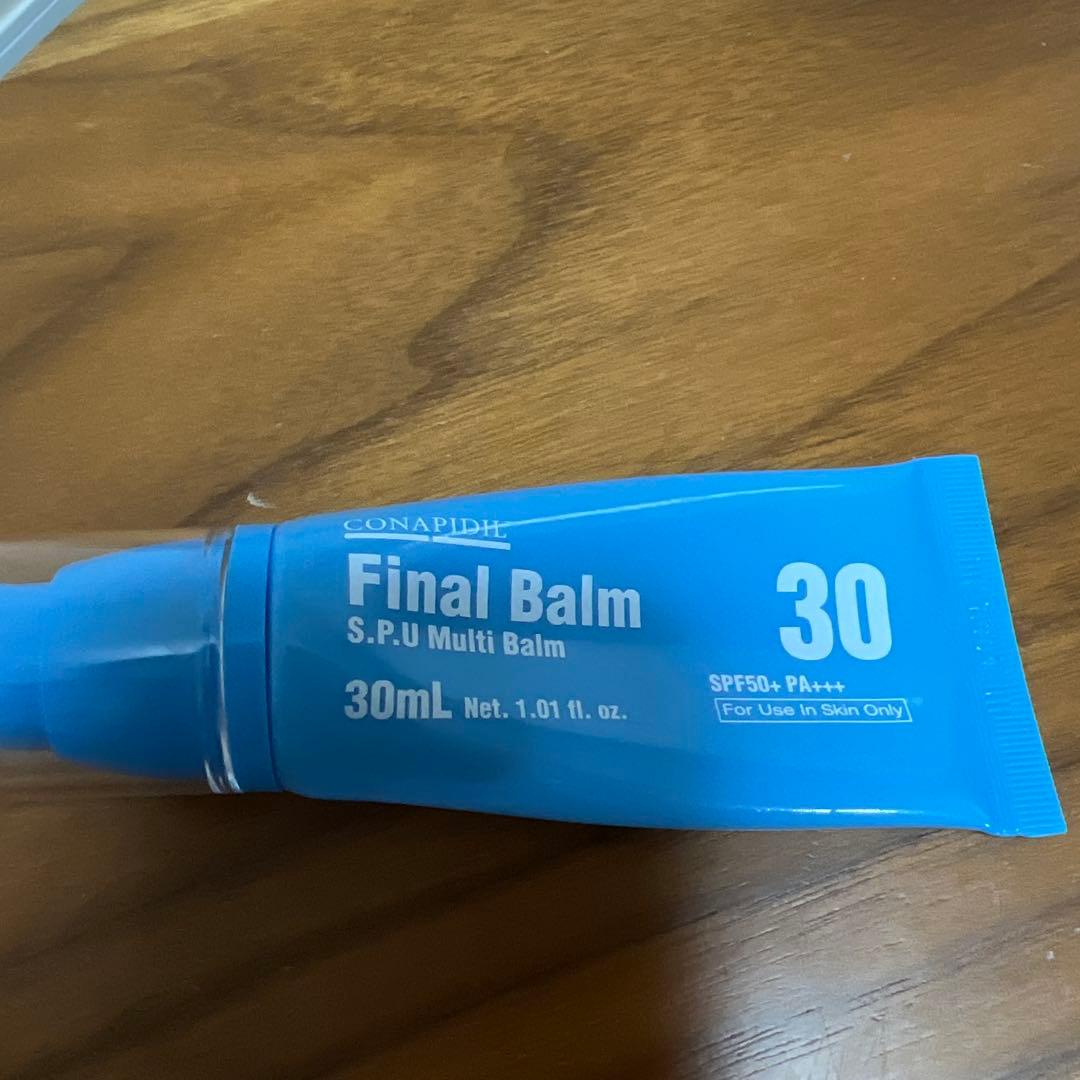 CONAPIDIL
Final Balm
S.P.U Multi Balm
30mL Net. 1.01 fl. oz.
30
SPF50+ PA+++
For Use In Skin Only